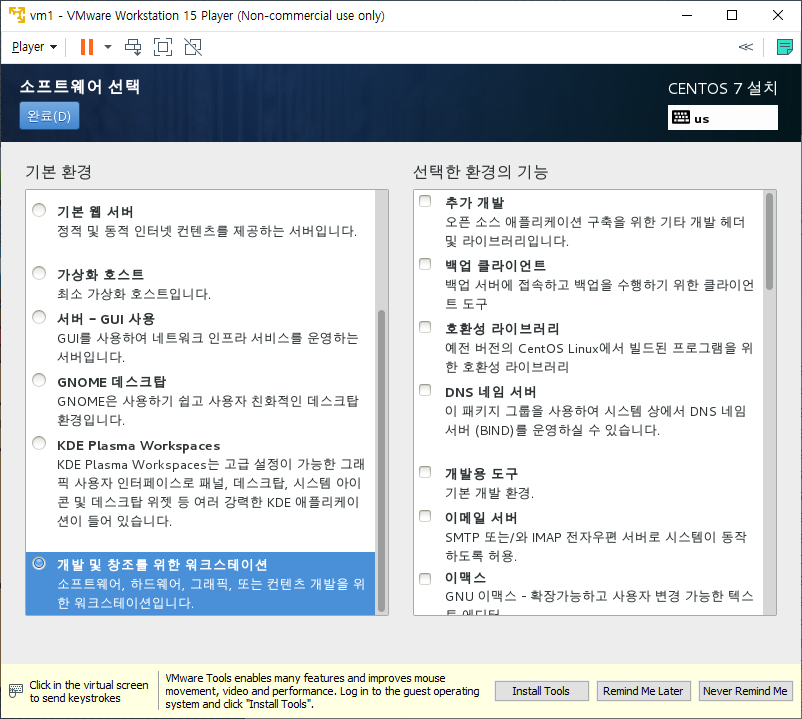 vm1 - VMware Workstation 15 Player (Non-commercial use only)
Player
소프트웨어 선택
완료(D)
CENTOS 7 설치
us
기본 환경
기본 웹 서버
정적 및 동적 인터넷 컨텐츠를 제공하는 서버입니다.
가상화 호스트
최소 가상화 호스트입니다.
서버 - GUI 사용
GUI를 사용하여 네트워크 인프라 서비스를 운영하는
서버입니다.
GNOME 데스크탑
GNOME은 사용하기 쉽고 사용자 친화적인 데스크탑
환경입니다.
KDE Plasma Workspaces
KDE Plasma Workspaces는 고급 설정이 가능한 그래
픽 사용자 인터페이스로 패널, 데스크탑, 시스템 아이
콘 및 데스크탑 위젯 등 여러 강력한 KDE 애플리케이
션이 들어 있습니다.
개발 및 창조를 위한 워크스테이션
소프트웨어, 하드웨어, 그래픽, 또는 컨텐츠 개발을 위
한 워크스테이션입니다.
선택한 환경의 기능
추가 개발
오픈 소스 애플리케이션 구축을 위한 기타 개발 헤더
및 라이브러리입니다.
백업 클라이언트
백업 서버에 접속하고 백업을 수행하기 위한 클라이언
트 도구
호환성 라이브러리
예전 버전의 CentOS Linux에서 빌드된 프로그램을 위
한 호환성 라이브러리
DNS 네임 서버
이 패키지 그룹을 사용하여 시스템 상에서 DNS 네임
서버 (BIND)를 운영하실 수 있습니다.
개발용 도구
기본 개발 환경.
이메일 서버
SMTP 또는/와 IMAP 전자우편 서버로 시스템이 동작
하도록 허용.
이맥스
GNU 이맥스 - 확장가능하고 사용자 변경 가능한 텍스
트 에디터
Click in the virtual screen
to send keystrokes
VMware Tools enables many features and improves mouse
movement, video and performance. Log in to the guest operating
system and click "Install Tools".
Install Tools
Remind Me Later
Never Remind Me